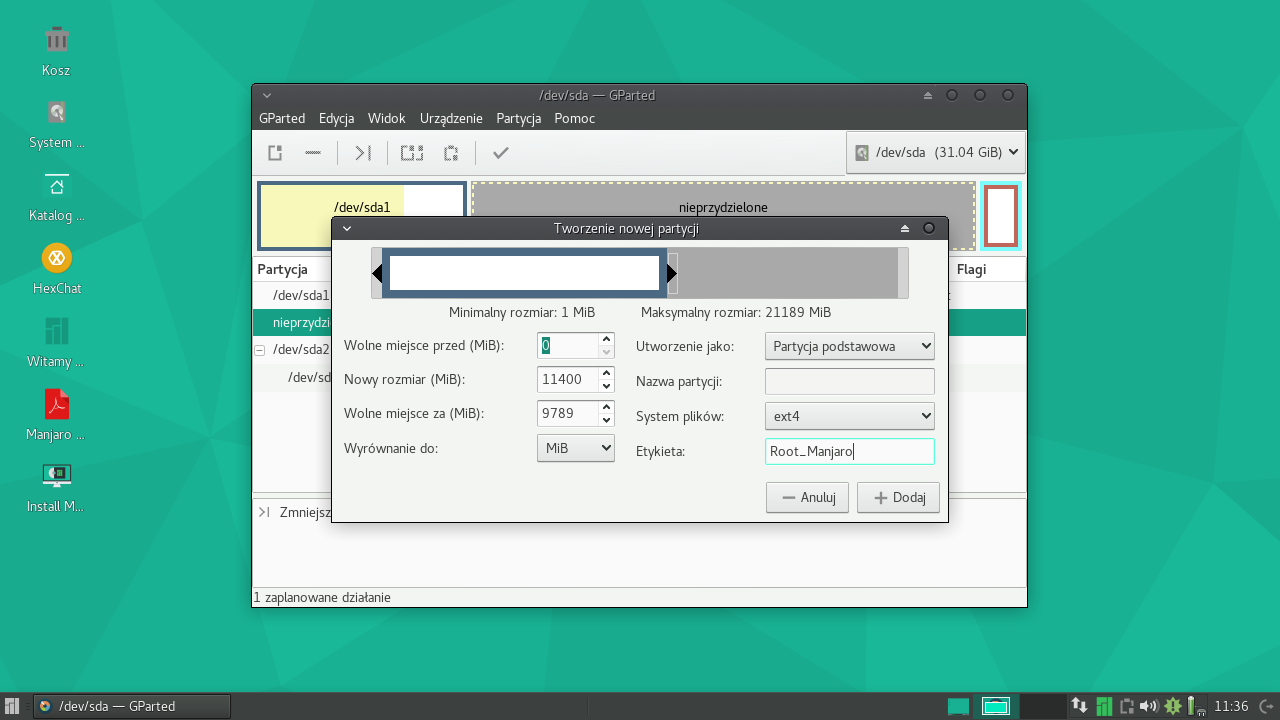 Kosz
System ...
Katalog ...
HexChat
Witamy ...
Manjaro ...
Install M...
/dev/sda — GParted
GParted Edycja Widok Urządzenie Partycja Pomoc
/dev/sda (31.04 GiB)
/dev/sda1
nieprzydzielone
Partycja
Flagi
/dev/sda1
nieprzydzi
/dev/sda2
/dev/sd
Tworzenie nowej partycji
Minimalny rozmiar: 1 MiB
Maksymalny rozmiar: 21189 MiB
Wolne miejsce przed (MiB): 0
Utworzenie jako: Partycja podstawowa
Nowy rozmiar (MiB): 11400
Nazwa partycji:
Wolne miejsce za (MiB): 9789
System plików: ext4
Wyrównanie do: MiB
Etykieta: Root_Manjaro
Anuluj
Dodaj
Zmniejsz
1 zaplanowane działanie
/dev/sda — GParted
11:36